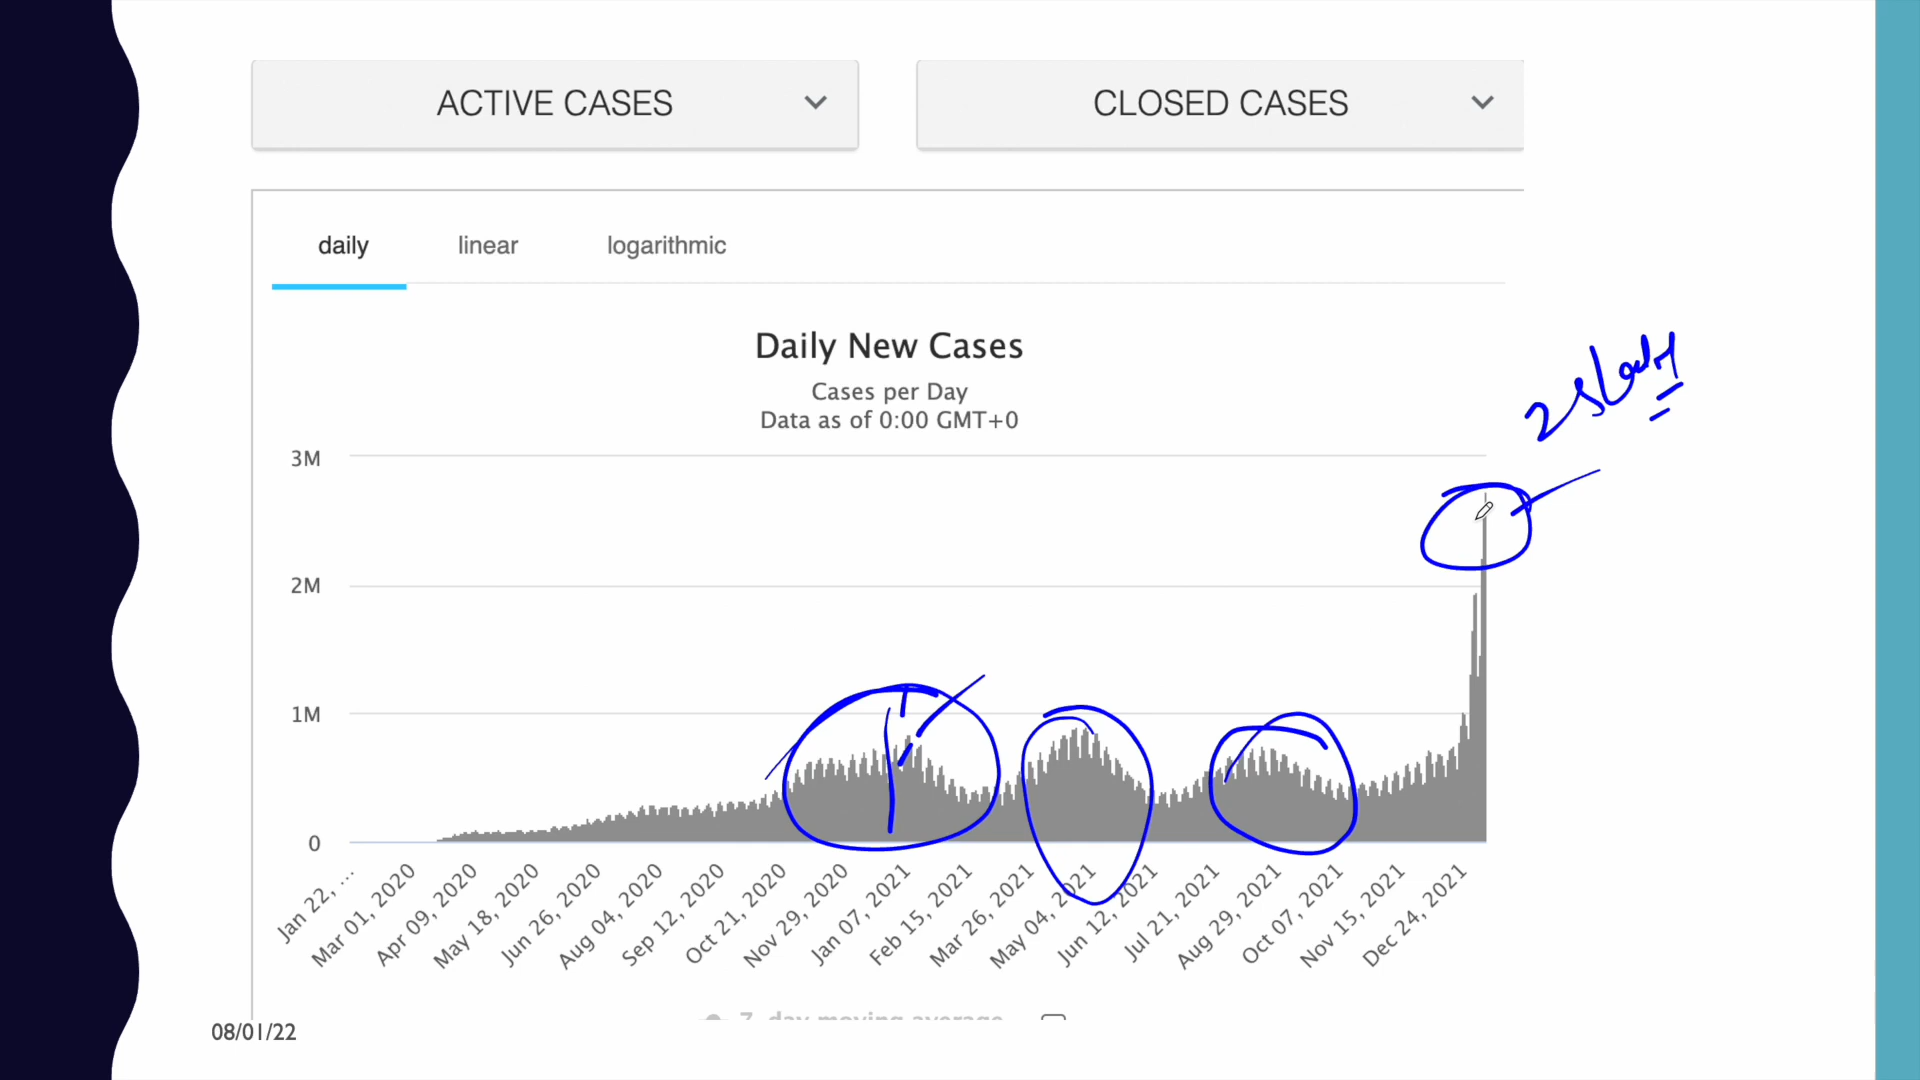 ACTIVE CASES
CLOSED CASES
daily linear logarithmic
Daily New Cases
Cases per Day
Data as of 0:00 GMT+0
3M
2M
1M
0
Jan 22, ...
Mar 01, 2020
Apr 09, 2020
May 18, 2020
Jun 26, 2020
Aug 04, 2020
Sep 12, 2020
Oct 21, 2020
Nov 29, 2020
Jan 07, 2021
Feb 15, 2021
Mar 26, 2021
May 04, 2021
Jun 12, 2021
Jul 21, 2021
Aug 29, 2021
Oct 07, 2021
Nov 15, 2021
Dec 24, 2021
7-day moving average
08/01/22